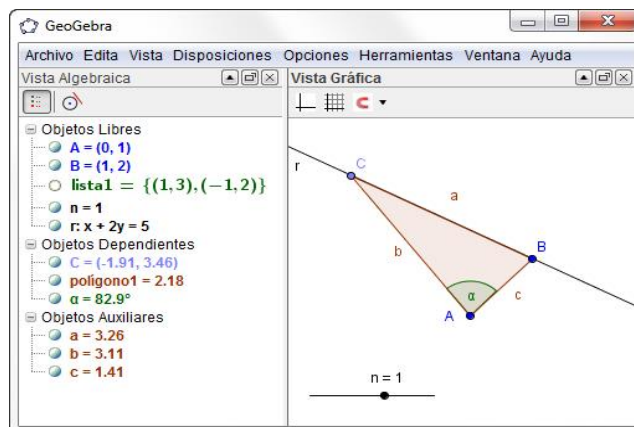 GeoGebra
Archivo Edita Vista Disposiciones Opciones Herramientas Ventana Ayuda
Vista Algebraica
Objetos Libres
A = (0, 1)
B = (1, 2)
lista1 = {(1, 3), (−1, 2)}
n = 1
r: x + 2y = 5
Objetos Dependientes
C = (-1.91, 3.46)
polígono1 = 2.18
α = 82.9°
Objetos Auxiliares
a = 3.26
b = 3.11
c = 1.41
Vista Gráfica
r
C
a
b
B
α
c
A
n = 1